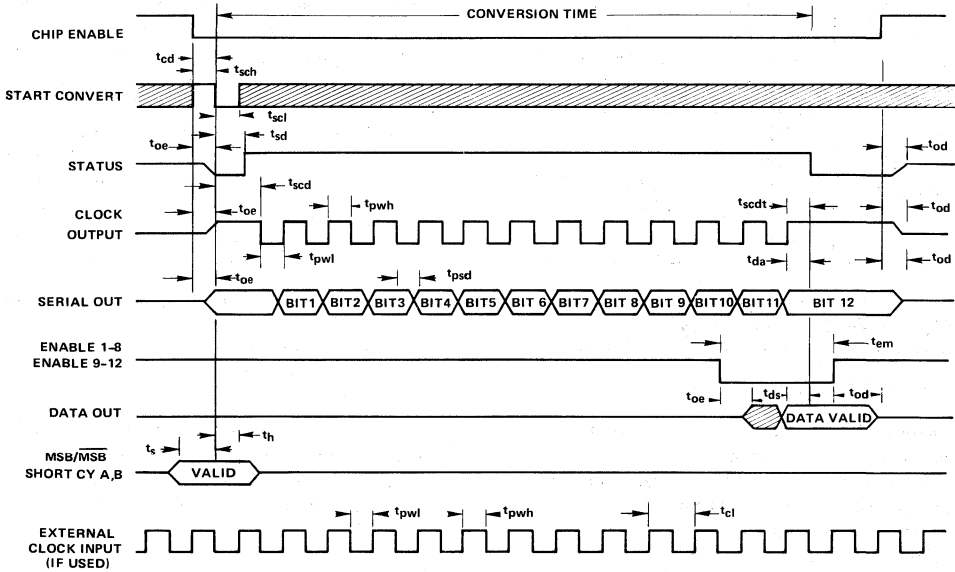 CONVERSION TIME
CHIP ENABLE
tcd
tsch
START CONVERT
tscl
tsd
toe
tod
STATUS
tscd
tscdt
CLOCK
OUTPUT
toe
tpwh
tod
tpwl
tda
toe
tpsd
tod
SERIAL OUT
BIT1 BIT2 BIT3 BIT4 BIT5 BIT 6 BIT7 BIT 8 BIT 9 BIT10 BIT11 BIT 12
ENABLE 1-8
ENABLE 9-12
tem
toe tds tod
DATA OUT
DATA VALID
ts
th
MSB/MSB
SHORT CY A,B
VALID
tpwl
tpwh
tcl
EXTERNAL
CLOCK INPUT
(IF USED)